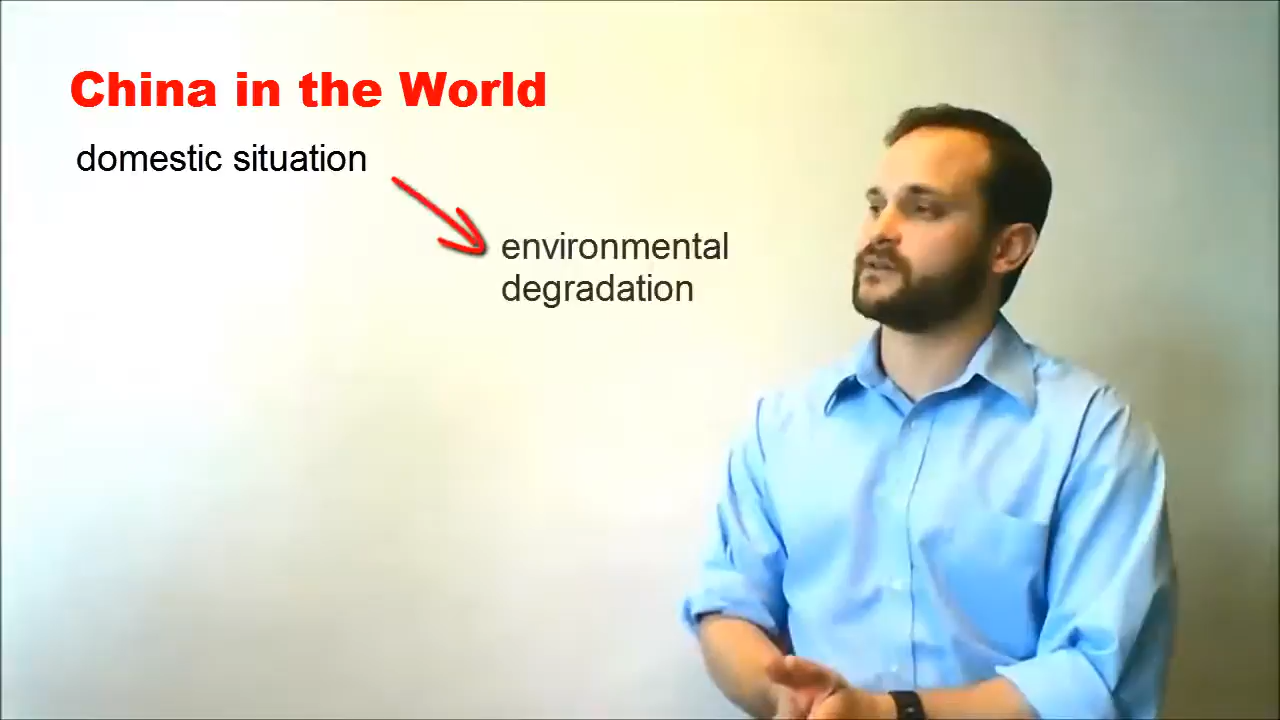 China in the World
domestic situation
environmental
degradation